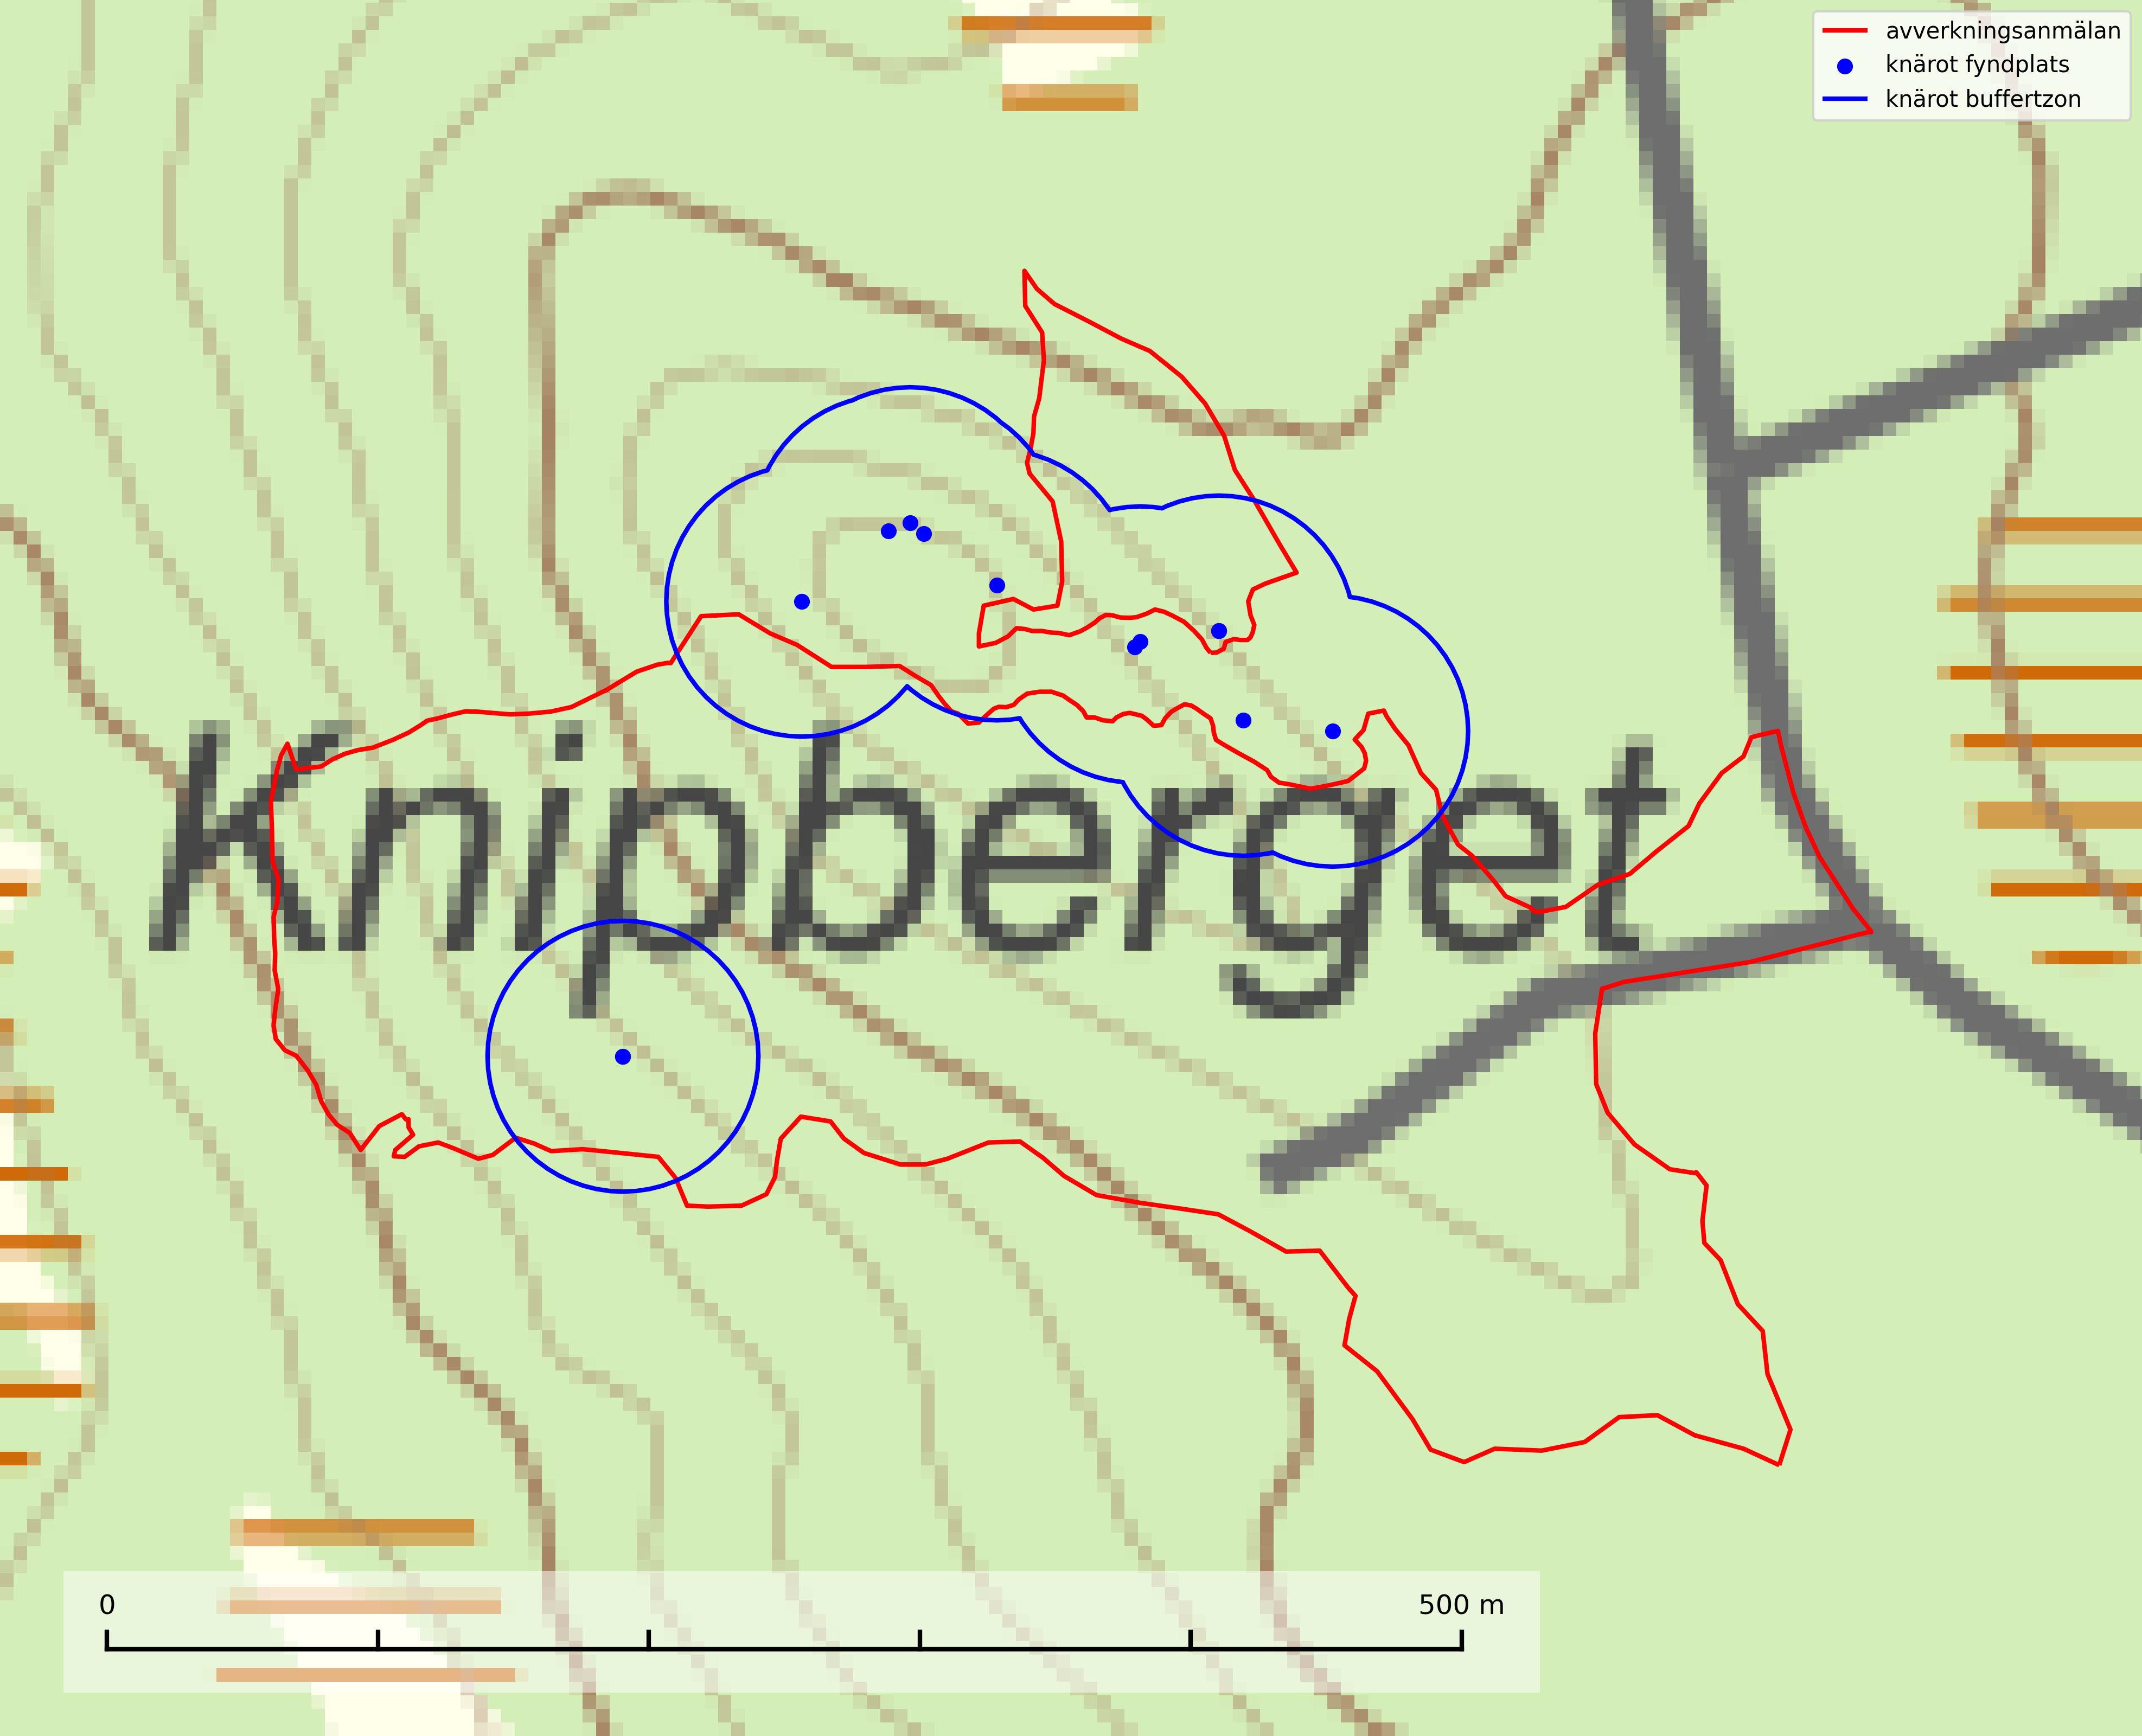 avverkningsanmälan
knärot fyndplats
knärot buffertzon
Knipberget
0 500 m